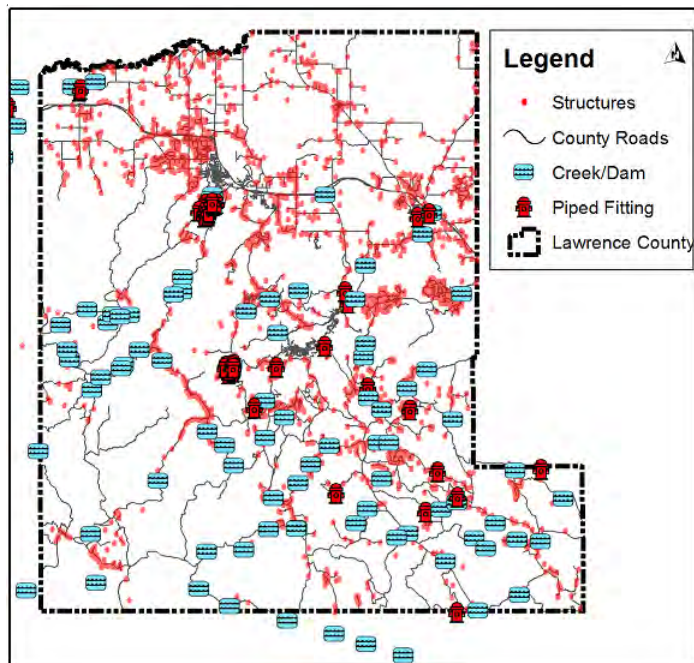 Legend
Structures
County Roads
Creek/Dam
Piped Fitting
Lawrence County